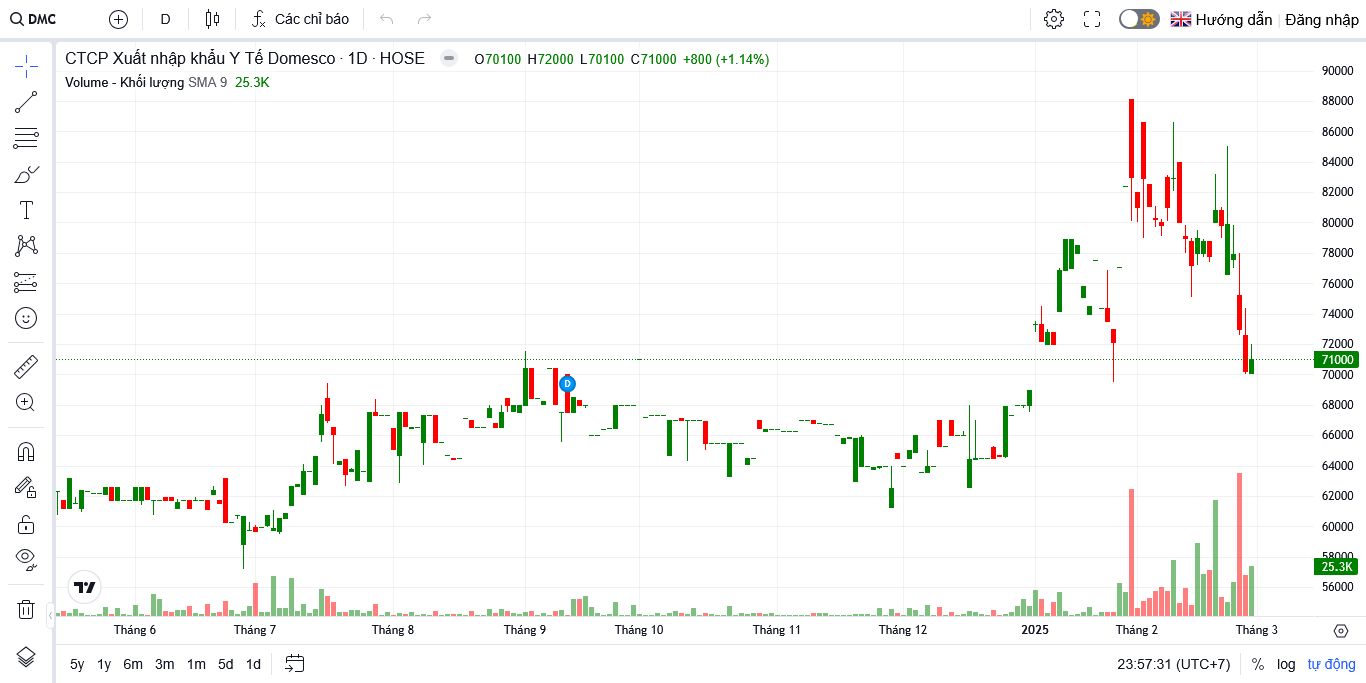 DMC D Các chỉ báo Hướng dẫn Đăng nhập
CTCP Xuất nhập khẩu Y Tế Domesco · 1D · HOSE O70100 H72000 L70100 C71000 +800 (+1.14%)
Volume - Khối lượng SMA 9 25.3K
90000
88000
86000
84000
82000
80000
78000
76000
74000
72000
71000
70000
D
68000
66000
64000
62000
60000
58000
25.3K
56000
Tháng 6 Tháng 7 Tháng 8 Tháng 9 Tháng 10 Tháng 11 Tháng 12 2025 Tháng 2 Tháng 3
5y 1y 6m 3m 1m 5d 1d 23:57:31 (UTC+7) % log tự động